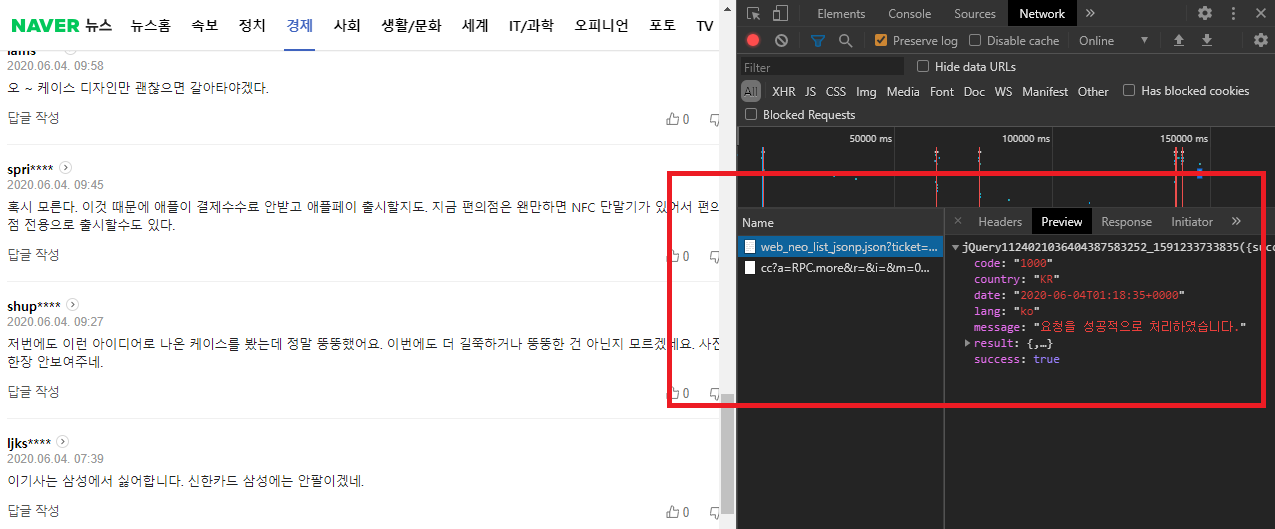 NAVER 뉴스 뉴스홈 속보 정치 경제 사회 생활/문화 세계 IT/과학 오피니언 포토 TV
2020.06.04. 09:58
오 ~ 케이스 디자인만 괜찮으면 갈아타야겠다.
답글 작성
0
spri****
2020.06.04. 09:45
혹시 모른다. 이것 때문에 애플이 결제수수료 안받고 애플페이 출시할지도. 지금 편의점은 왠만하면 NFC 단말기가 있어서 편의
점 전용으로 출시할수도 있다.
답글 작성
0
shup****
2020.06.04. 09:27
저번에도 이런 아이디어로 나온 케이스를 봤는데 정말 뚱뚱했어요. 이번에도 더 길쭉하거나 뚱뚱한 건 아닌지 모르겠네요. 사진
한장 안보여주네.
답글 작성
0
ljks****
2020.06.04. 07:39
이기사는 삼성에서 싫어합니다. 신한카드 삼성에는 안팔이겠네.
답글 작성
0
Elements Console Sources Network
Preserve log Disable cache Online
Filter
Hide data URLs
All XHR JS CSS Img Media Font Doc WS Manifest Other Has blocked cookies
Blocked Requests
50000 ms 100000 ms 150000 ms
Name
web_neo_list_jsonp.json?ticket=...
cc?a=RPC.more&r=&i=&m=0...
Headers Preview Response Initiator
jQuery1124021036404387583252_1591233733835({succ
code: "1000"
country: "KR"
date: "2020-06-04T01:18:35+0000"
lang: "ko"
message: "요청을 성공적으로 처리하였습니다."
result: {,…}
success: true